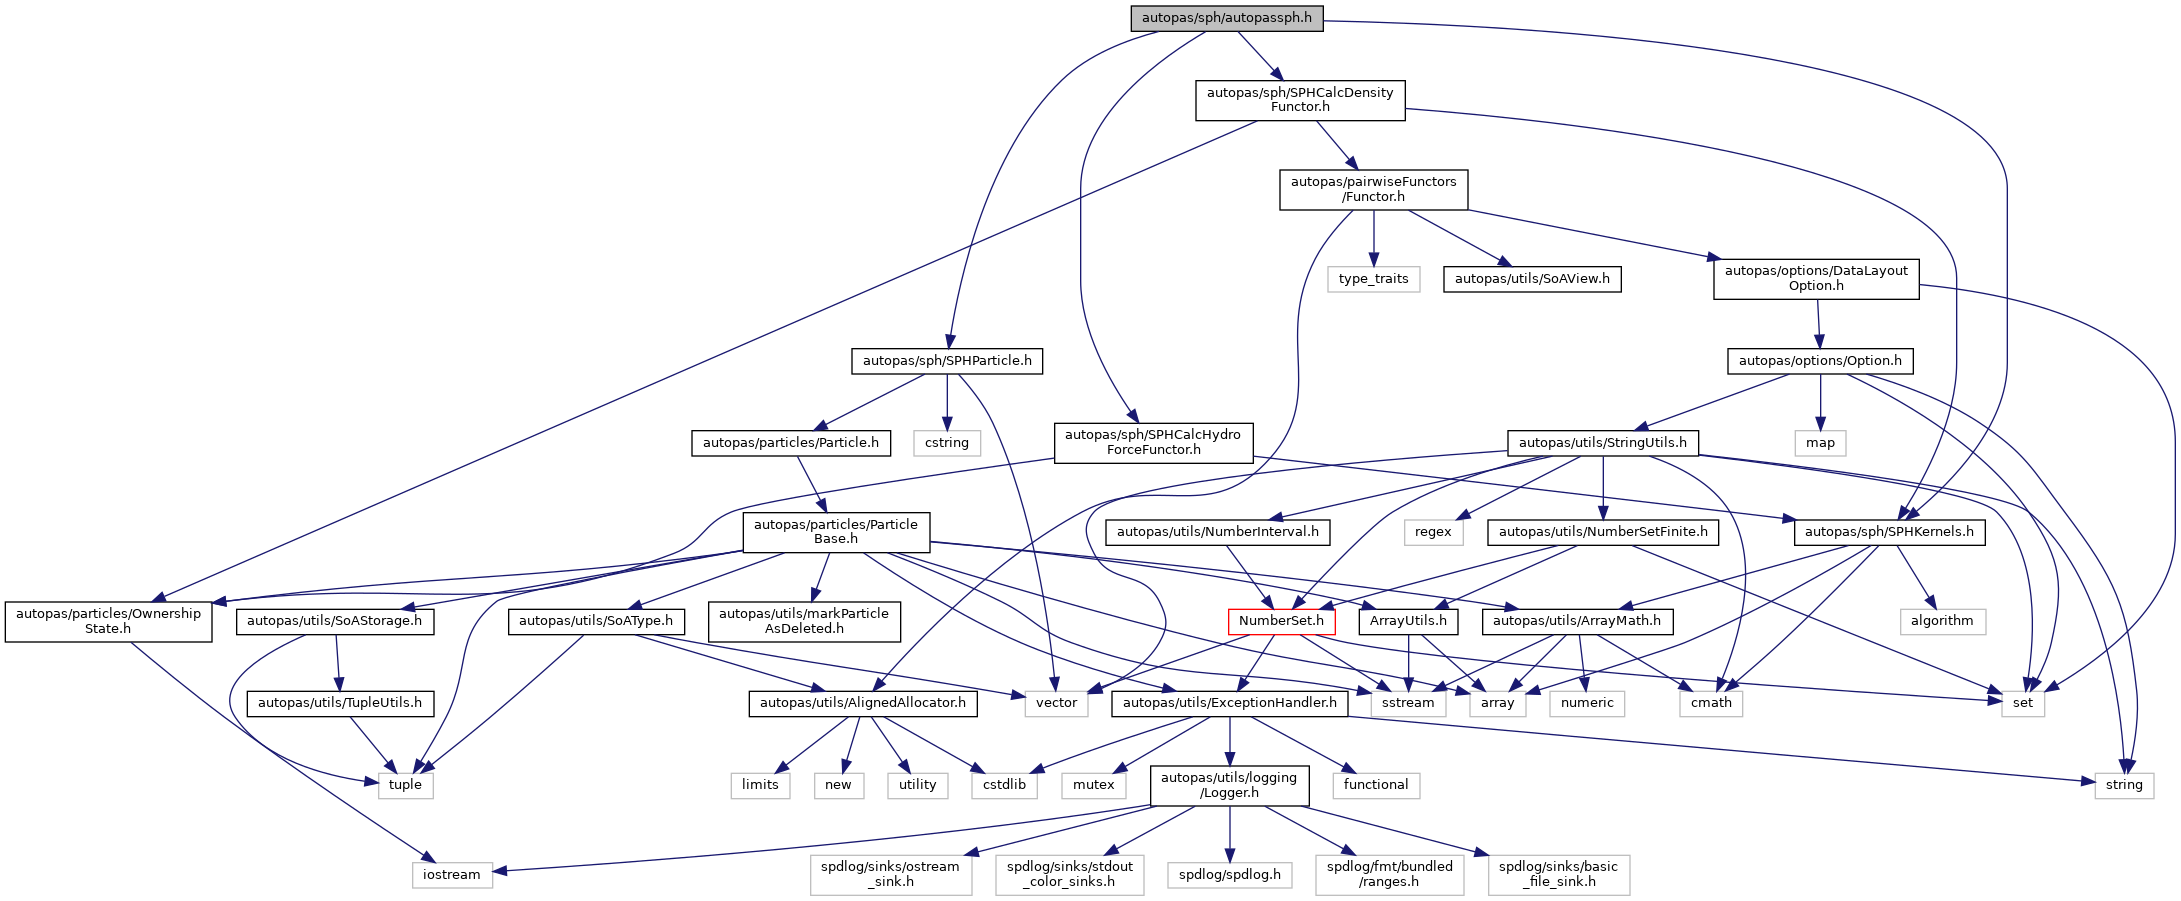 autopas/sph/autopassph.h
autopas/sph/SPHCalcDensity
Functor.h
autopas/pairwiseFunctors
/Functor.h
type_traits
autopas/utils/SoAView.h
autopas/options/DataLayout
Option.h
autopas/sph/SPHParticle.h
autopas/options/Option.h
autopas/particles/Particle.h
cstring
autopas/sph/SPHCalcHydro
ForceFunctor.h
autopas/utils/StringUtils.h
map
autopas/particles/Particle
Base.h
autopas/utils/NumberInterval.h
regex
autopas/utils/NumberSetFinite.h
autopas/sph/SPHKernels.h
autopas/particles/Ownership
State.h
autopas/utils/SoAStorage.h
autopas/utils/SoAType.h
autopas/utils/markParticle
AsDeleted.h
NumberSet.h
ArrayUtils.h
autopas/utils/ArrayMath.h
algorithm
autopas/utils/TupleUtils.h
autopas/utils/AlignedAllocator.h
vector
autopas/utils/ExceptionHandler.h
sstream
array
numeric
cmath
set
tuple
limits
new
utility
cstdlib
mutex
autopas/utils/logging
/Logger.h
functional
string
iostream
spdlog/sinks/ostream
_sink.h
spdlog/sinks/stdout
_color_sinks.h
spdlog/spdlog.h
spdlog/fmt/bundled
/ranges.h
spdlog/sinks/basic
_file_sink.h